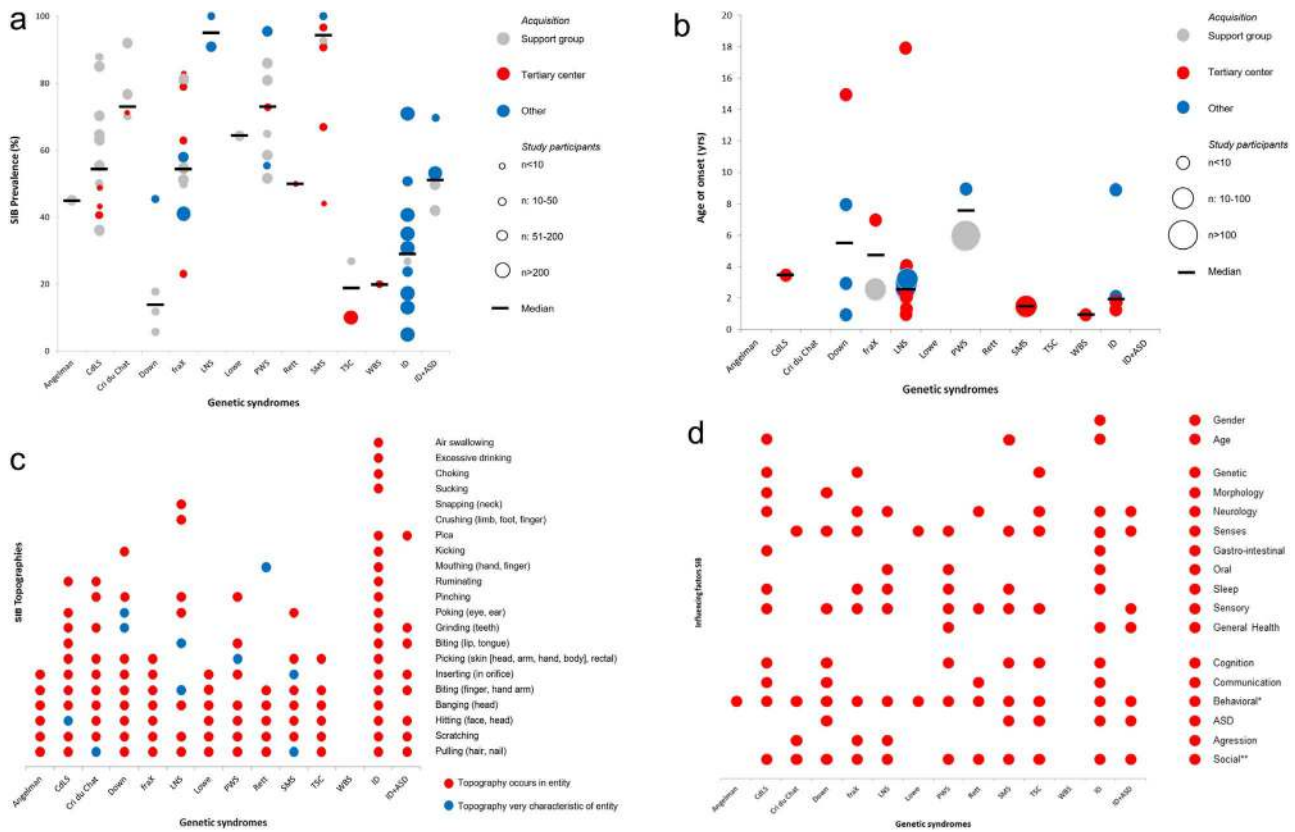 a
SIB Prevalence (%)
100
80
60
40
20
0
Angelman
CdLS
Cri du Chat
Down
fraX
LNS
Lowe
PWS
Rett
SMS
TSC
WBS
ID
ID+ASD
Genetic syndromes
Acquisition
Support group
Tertiary center
Other
Study participants
n<10
n: 10-50
n: 51-200
n>200
Median
b
Age of onset (yrs)
20
18
16
14
12
10
8
6
4
2
0
Angelman
CdLS
Cri du Chat
Down
fraX
LNS
Lowe
PWS
Rett
SMS
TSC
WBS
ID
ID+ASD
Genetic syndromes
Acquisition
Support group
Tertiary center
Other
Study participants
n<10
n: 10-100
n>100
Median
c
SIB Topographies
Air swallowing
Excessive drinking
Choking
Sucking
Snapping (neck)
Crushing (limb, foot, finger)
Pica
Kicking
Mouthing (hand, finger)
Ruminating
Pinching
Poking (eye, ear)
Grinding (teeth)
Biting (lip, tongue)
Picking (skin [head, arm, hand, body], rectal)
Inserting (in orifice)
Biting (finger, hand arm)
Banging (head)
Hitting (face, head)
Scratching
Pulling (hair, nail)
Angelman
CdLS
Cri du Chat
Down
fraX
LNS
Lowe
PWS
Rett
SMS
TSC
WBS
ID
ID+ASD
Genetic syndromes
Topography occurs in entity
Topography very characteristic of entity
d
Influencing factors SIB
Gender
Age
Genetic
Morphology
Neurology
Senses
Gastro-intestinal
Oral
Sleep
Sensory
General Health
Cognition
Communication
Behavioral*
ASD
Agression
Social**
Angelman
CdLS
Cri du Chat
Down
fraX
LNS
Lowe
PWS
Rett
SMS
TSC
WBS
ID
ID+ASD
Genetic syndromes